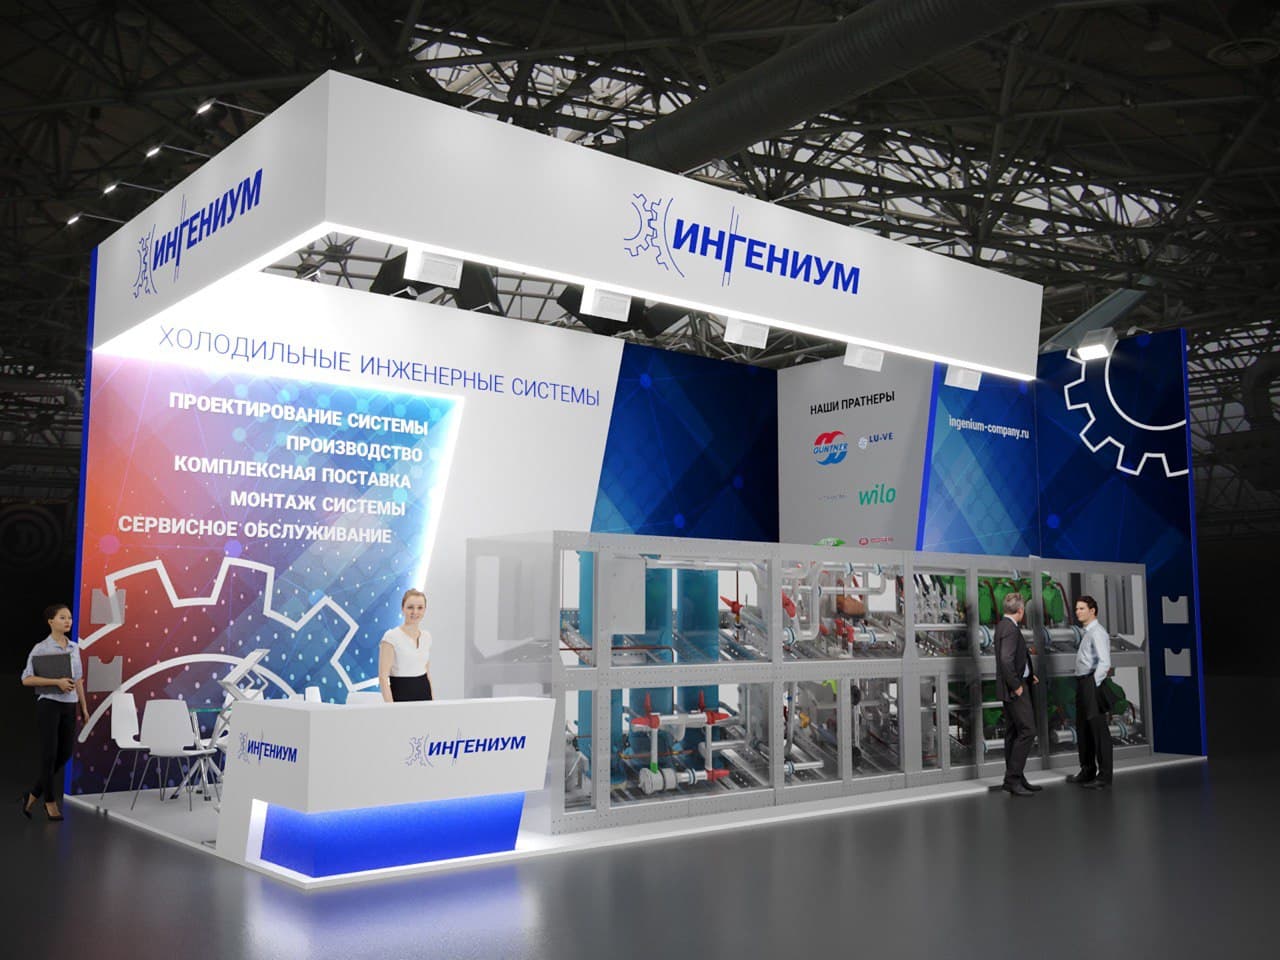 ИНГЕНИУМ
ИНГЕНИУМ
ХОЛОДИЛЬНЫЕ ИНЖЕНЕРНЫЕ СИСТЕМЫ
ПРОЕКТИРОВАНИЕ СИСТЕМЫ
ПРОИЗВОДСТВО
КОМПЛЕКСНАЯ ПОСТАВКА
МОНТАЖ СИСТЕМЫ
СЕРВИСНОЕ ОБСЛУЖИВАНИЕ
НАШИ ПРАТНЕРЫ
GUNTNER
LU-VE
wilo
ingenium-company.ru
ИНГЕНИУМ
ИНГЕНИУМ